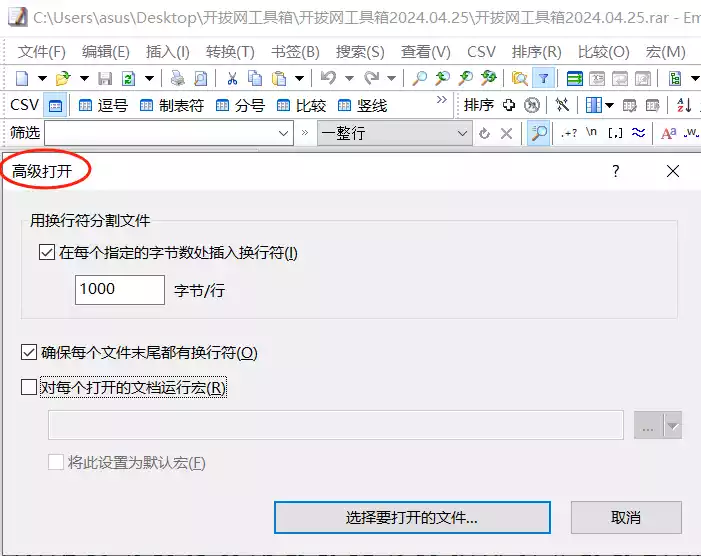 C:\Users\asus\Desktop\开拔网工具箱\开拔网工具箱2024.04.25\开拔网工具箱2024.04.25.rar - Em
文件(F) 编辑(E) 插入(I) 转换(T) 书签(B) 搜索(S) 查看(V) CSV 排序(R) 比较(O) 宏(M)
CSV 逗号 制表符 分号 比较 竖线 » 排序
筛选 » 一整行 .+? \n [,] Aa .w.
高级打开 ? ×
用换行符分割文件
在每个指定的字节数处插入换行符(I)
1000 字节/行
确保每个文件末尾都有换行符(O)
对每个打开的文档运行宏(R)
...
将此设置为默认宏(F)
选择要打开的文件... 取消